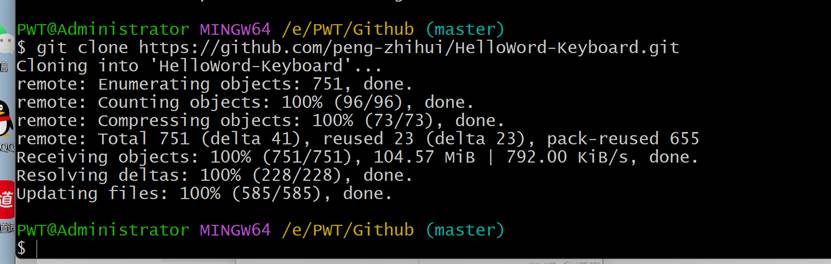 PWT@Administrator MINGW64 /e/PWT/Github (master)
$ git clone https://github.com/peng-zhihui/HelloWord-Keyboard.git
Cloning into 'HelloWord-Keyboard'...
remote: Enumerating objects: 751, done.
remote: Counting objects: 100% (96/96), done.
remote: Compressing objects: 100% (73/73), done.
remote: Total 751 (delta 41), reused 23 (delta 23), pack-reused 655
Receiving objects: 100% (751/751), 104.57 MiB | 792.00 KiB/s, done.
Resolving deltas: 100% (228/228), done.
Updating files: 100% (585/585), done.
PWT@Administrator MINGW64 /e/PWT/Github (master)
$
QQ
道